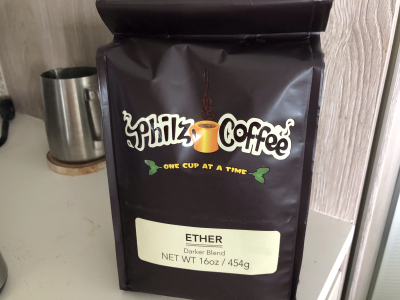 Philz Coffee
ONE CUP AT A TIME
ETHER
Darker Blend
NET WT 16oz / 454g